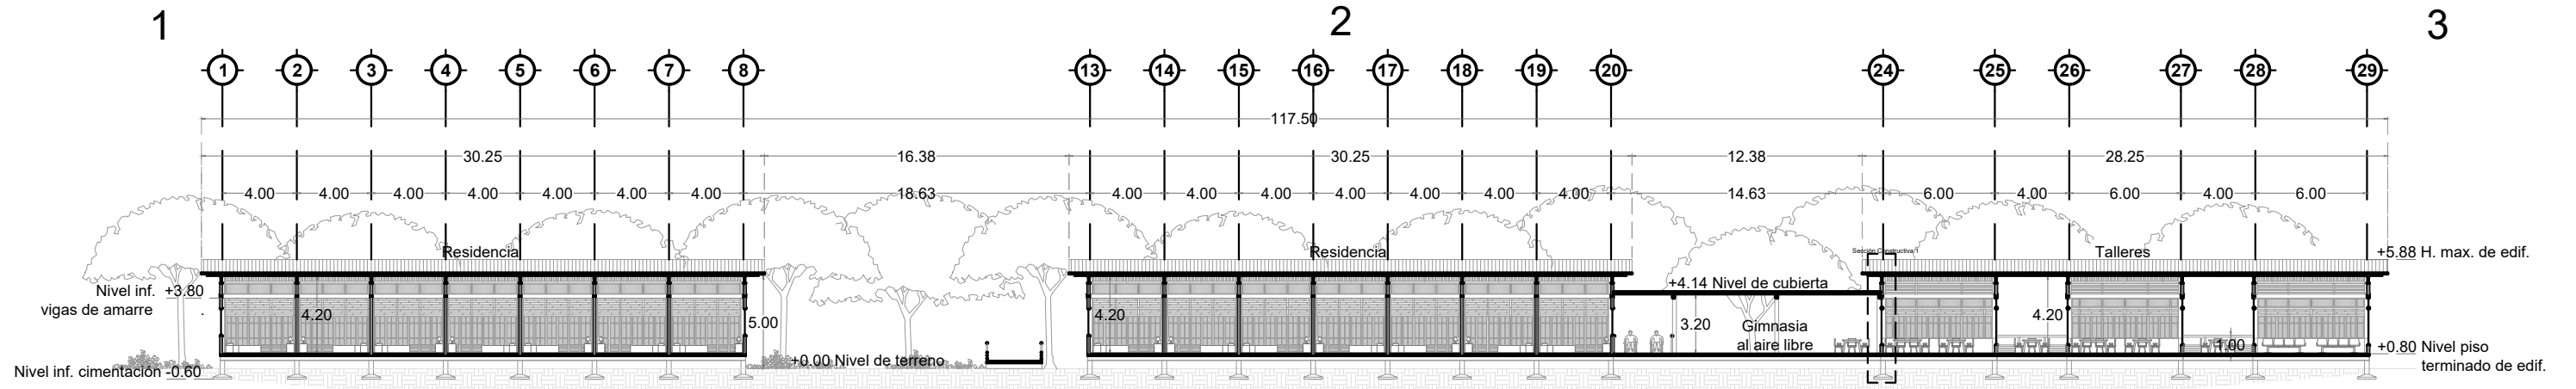 1
2
3
1 2 3 4 5 6 7 8 13 14 15 16 17 18 19 20 24 25 26 27 28 29
117.50
30.25 16.38 30.25 12.38 28.25
4.00 4.00 4.00 4.00 4.00 4.00 4.00 18.63 4.00 4.00 4.00 4.00 4.00 4.00 4.00 14.63 6.00 4.00 6.00 4.00 6.00
Residencia
Residencia
Sección Constructiva 1
Talleres
+5.88 H. max. de edif.
Nivel inf. +3.80
vigas de amarre
4.20
5.00
4.20
+4.14 Nivel de cubierta
3.20
Gimnasia
al aire libre
4.20
1.00
+0.00 Nivel de terreno
+0.80 Nivel piso
terminado de edif.
Nivel inf. cimentación -0.60